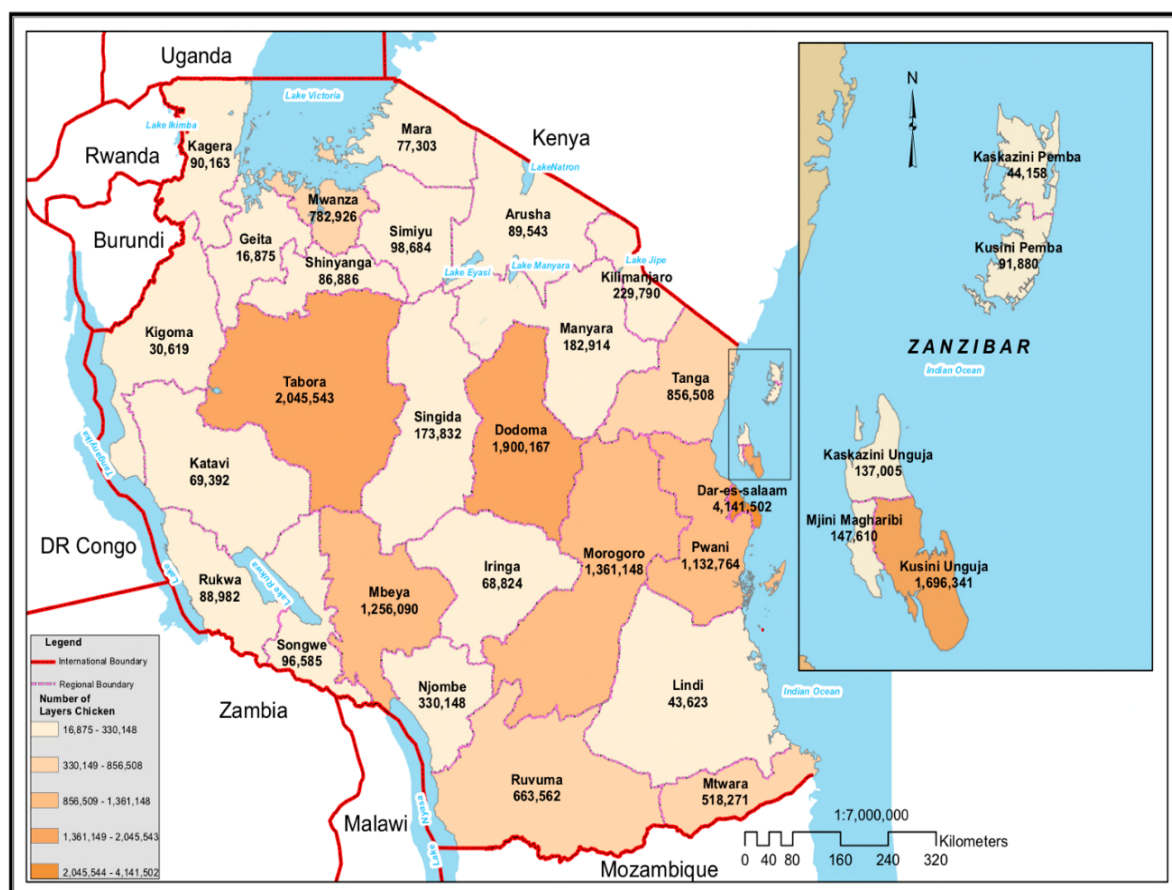 Uganda
Lake Victoria
Lake Ikimba
Kagera
90,163
Rwanda
Mara
77,303
Kenya
LakeNatron
Mwanza
782,926
Burundi
Geita
16,875
Simiyu
98,684
Arusha
89,543
Shinyanga
86,886
Lake Eyasi
Lake Manyara
Lake Jipe
Kilimanjaro
229,790
Kigoma
30,619
Manyara
182,914
Tabora
2,045,543
Tanga
856,508
Singida
173,832
Dodoma
1,900,167
Lake Tanganyika
Katavi
69,392
Dar-es-salaam
4,141,502
DR Congo
Rukwa
88,982
Lake Rukwa
Mbeya
1,256,090
Iringa
68,824
Morogoro
1,361,148
Pwani
1,132,764
Songwe
96,585
Njombe
330,148
Lindi
43,623
Indian Ocean
Zambia
Ruvuma
663,562
Mtwara
518,271
Malawi
Lake Nyasa
Mozambique
N
Kaskazini Pemba
44,158
Kusini Pemba
91,880
ZANZIBAR
Indian Ocean
Kaskazini Unguja
137,005
Mjini Magharibi
147,610
Kusini Unguja
1,696,341
Legend
International Boundary
Regional Boundary
Number of
Layers Chicken
16,875 - 330,148
330,149 - 856,508
856,509 - 1,361,148
1,361,149 - 2,045,543
2,045,544 - 4,141,502
1:7,000,000
Kilometers
0 40 80 160 240 320